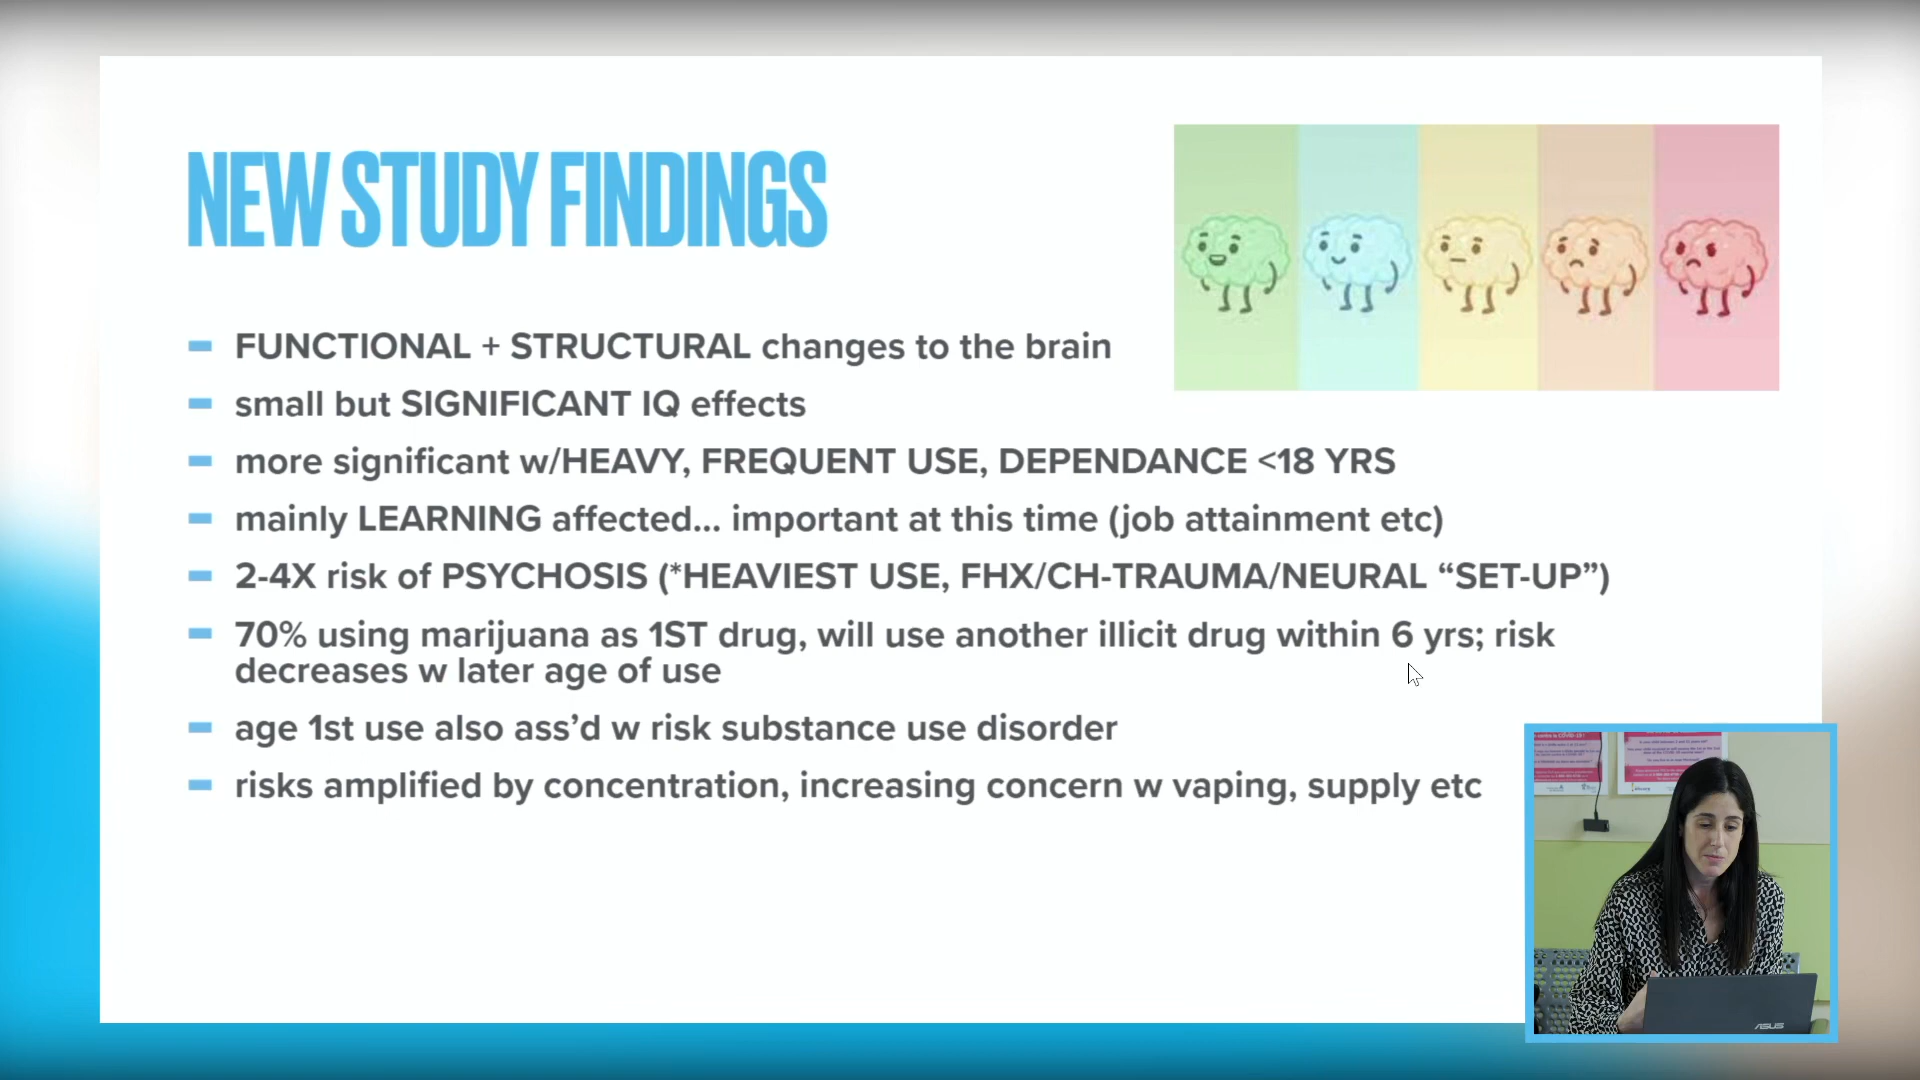 NEW STUDY FINDINGS
FUNCTIONAL + STRUCTURAL changes to the brain
small but SIGNIFICANT IQ effects
more significant w/HEAVY, FREQUENT USE, DEPENDANCE <18 YRS
mainly LEARNING affected... important at this time (job attainment etc)
2-4X risk of PSYCHOSIS (*HEAVIEST USE, FHX/CH-TRAUMA/NEURAL “SET-UP”)
70% using marijuana as 1ST drug, will use another illicit drug within 6 yrs; risk
decreases w later age of use
age 1st use also ass’d w risk substance use disorder
risks amplified by concentration, increasing concern w vaping, supply etc
ASUS